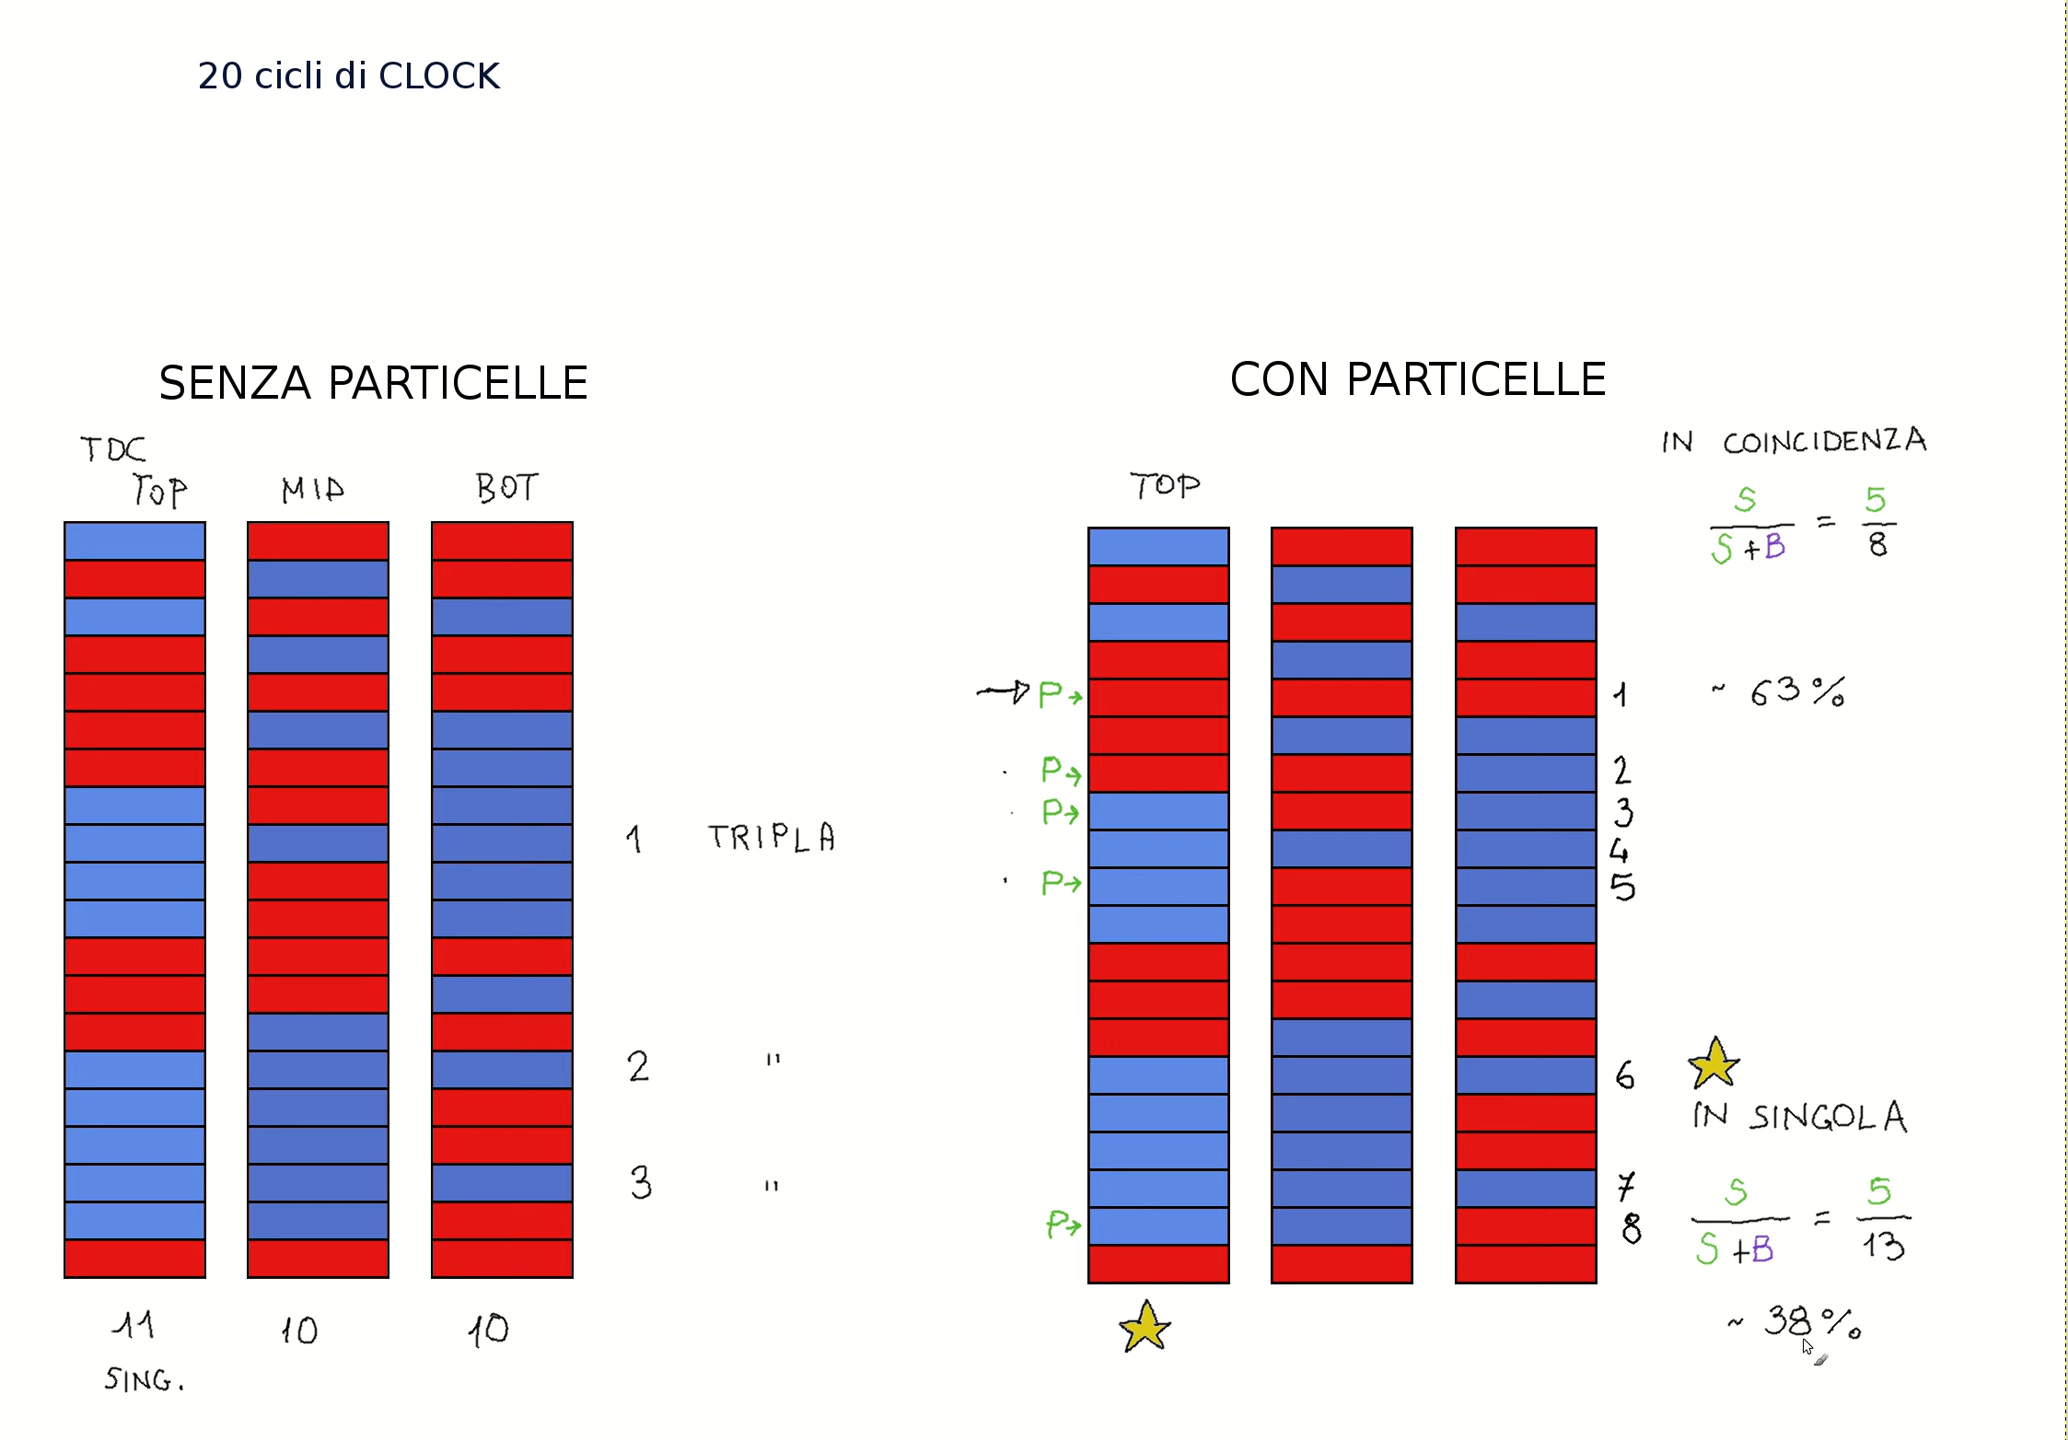 20 cicli di CLOCK
SENZA PARTICELLE
TDC
TOP MID BOT
1 TRIPLA
2 "
3 "
11 10 10
SING.
CON PARTICELLE
TOP
P→ 1
P→ 2
P→ 3
4
P→ 5
6
7
P→ 8
IN COINCIDENZA
S / S+B = 5 / 8
~ 63%
IN SINGOLA
S / S+B = 5 / 13
~ 38%